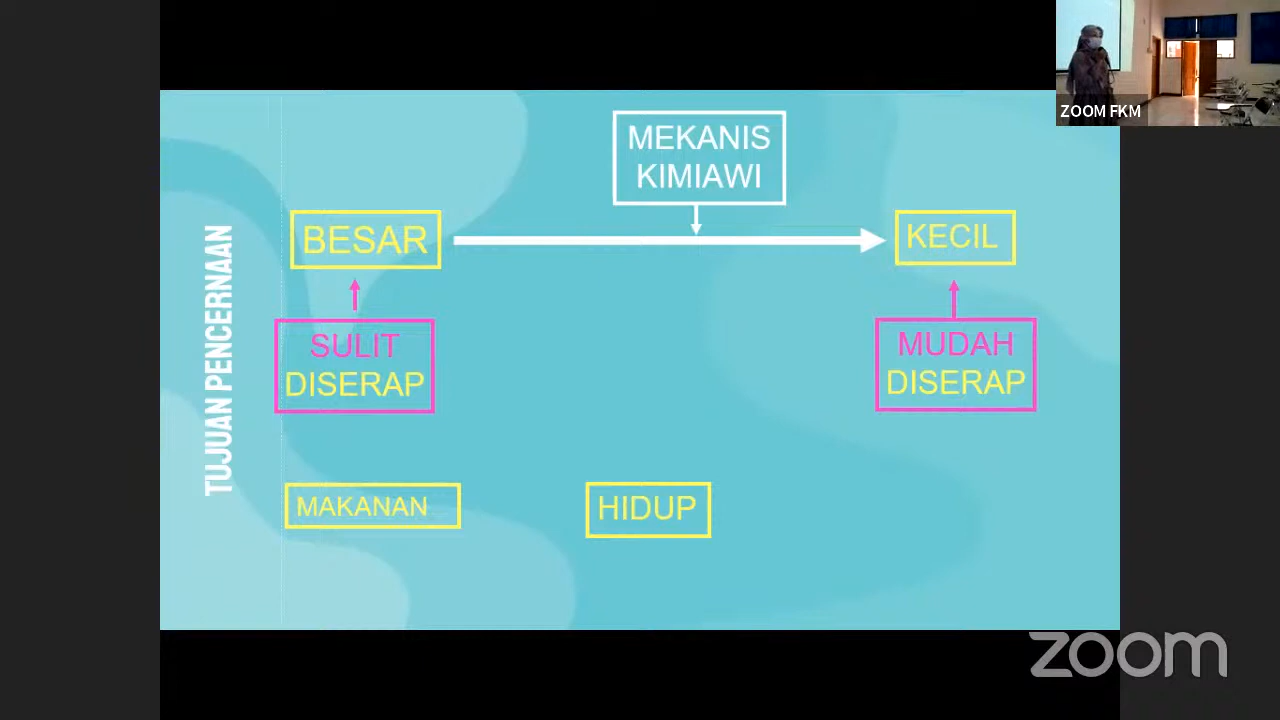 ZOOM FKM
TUJUAN PENCERNAAN
MEKANIS
KIMIAWI
BESAR
KECIL
SULIT
DISERAP
MUDAH
DISERAP
MAKANAN
HIDUP
zoom